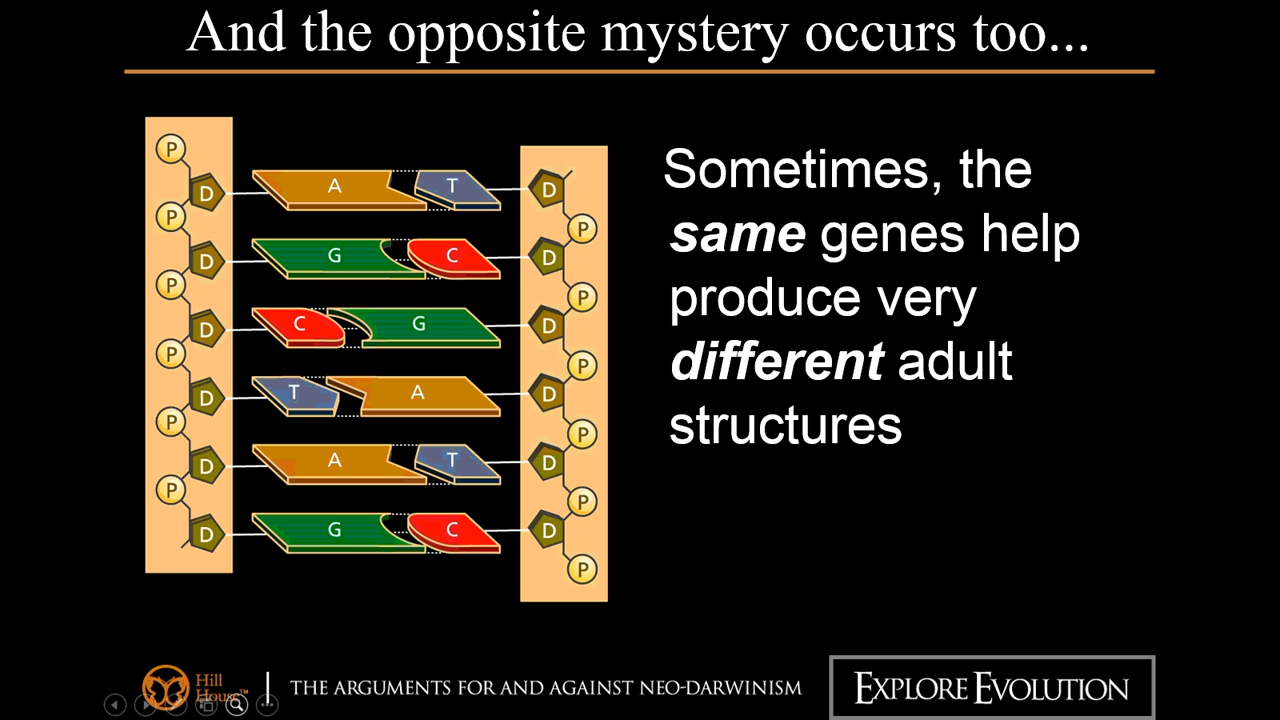 And the opposite mystery occurs too...
P
D A T D
P P
D G C D
P P
D C G D
P P
D T A D
P P
D A T D
P P
D G C D
P
Sometimes, the
same genes help
produce very
different adult
structures
Hill
House™
THE ARGUMENTS FOR AND AGAINST NEO-DARWINISM
EXPLORE EVOLUTION